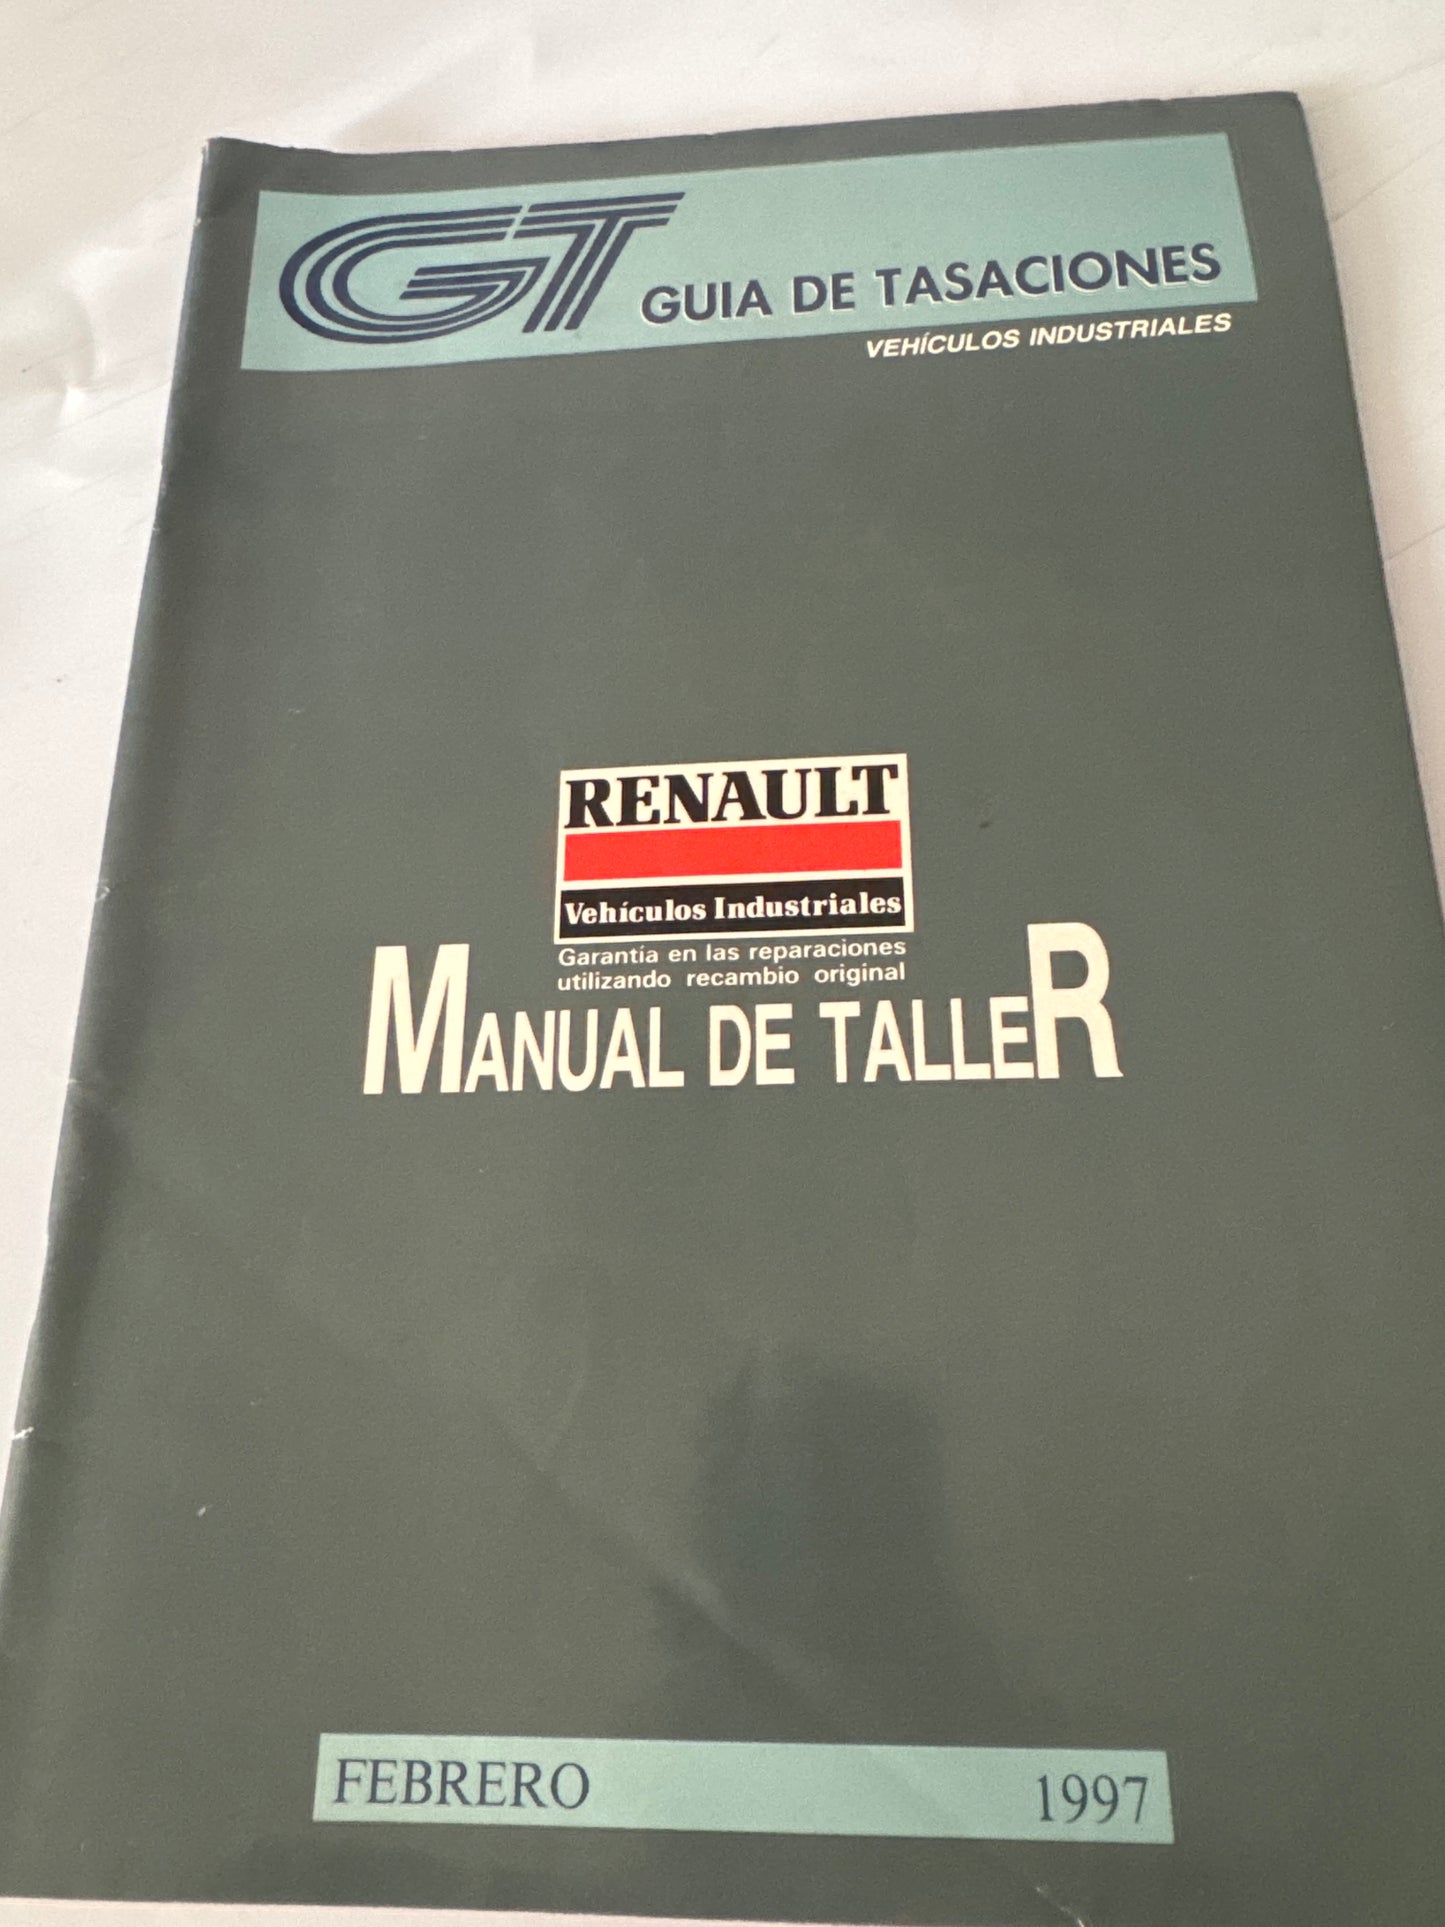 GT GUIA DE TASACIONES
VEHÍCULOS INDUSTRIALES
RENAULT
Vehículos Industriales
Garantía en las reparaciones
utilizando recambio original
MANUAL DE TALLER
FEBRERO 1997